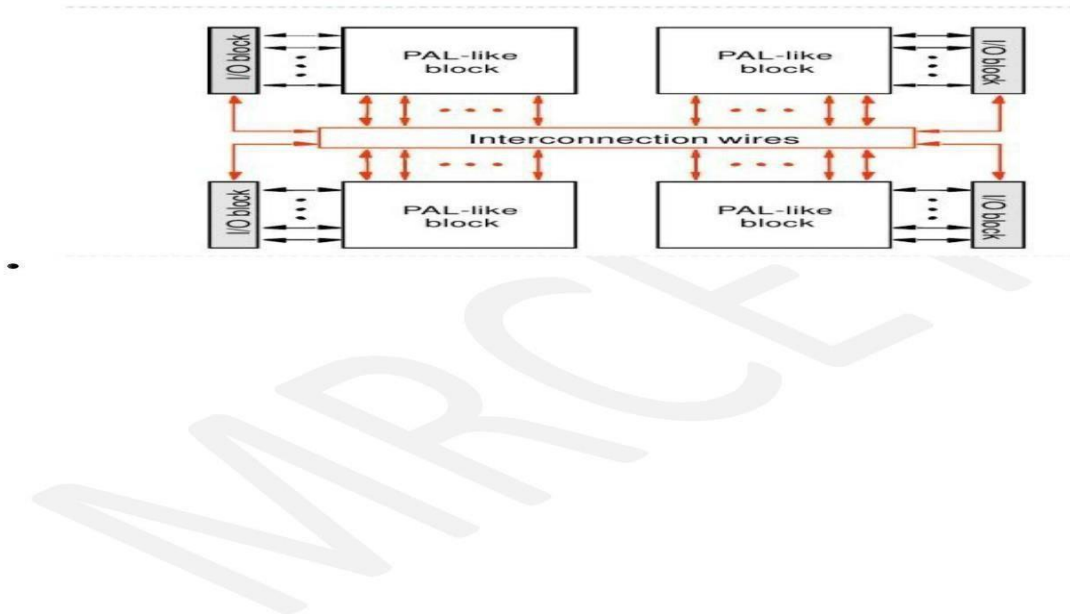 I/O block
PAL-like
block
PAL-like
block
I/O block
Interconnection wires
I/O block
PAL-like
block
PAL-like
block
I/O block
MRCET